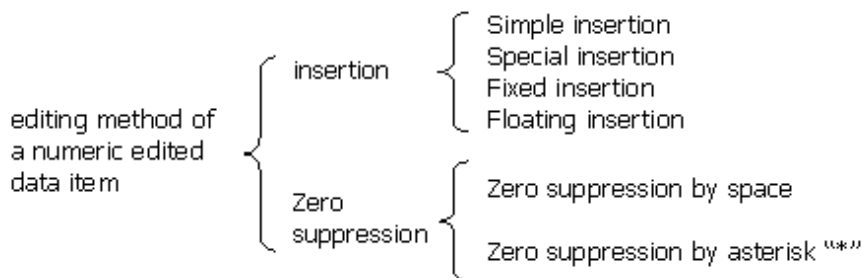 editing method of
a numeric edited
data item
insertion
Simple insertion
Special insertion
Fixed insertion
Floating insertion
Zero
suppression
Zero suppression by space
Zero suppression by asterisk “*”